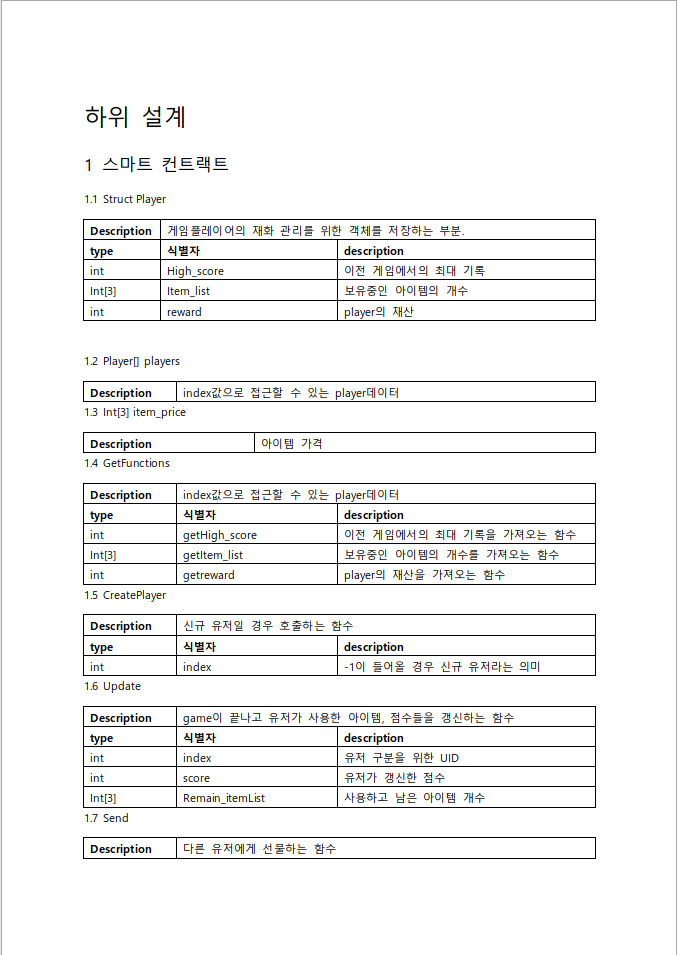 하위 설계
1 스마트 컨트랙트
1.1 Struct Player
Description 게임플레이어의 재화 관리를 위한 객체를 저장하는 부분.
type 식별자 description
int High_score 이전 게임에서의 최대 기록
Int[3] Item_list 보유중인 아이템의 개수
int reward player의 재산
1.2 Player[] players
Description index값으로 접근할 수 있는 player데이터
1.3 Int[3] item_price
Description 아이템 가격
1.4 GetFunctions
Description index값으로 접근할 수 있는 player데이터
type 식별자 description
int getHigh_score 이전 게임에서의 최대 기록을 가져오는 함수
Int[3] getItem_list 보유중인 아이템의 개수를 가져오는 함수
int getreward player의 재산을 가져오는 함수
1.5 CreatePlayer
Description 신규 유저일 경우 호출하는 함수
type 식별자 description
int index -1이 들어올 경우 신규 유저라는 의미
1.6 Update
Description game이 끝나고 유저가 사용한 아이템, 점수들을 갱신하는 함수
type 식별자 description
int index 유저 구분을 위한 UID
int score 유저가 갱신한 점수
Int[3] Remain_itemList 사용하고 남은 아이템 개수
1.7 Send
Description 다른 유저에게 선물하는 함수